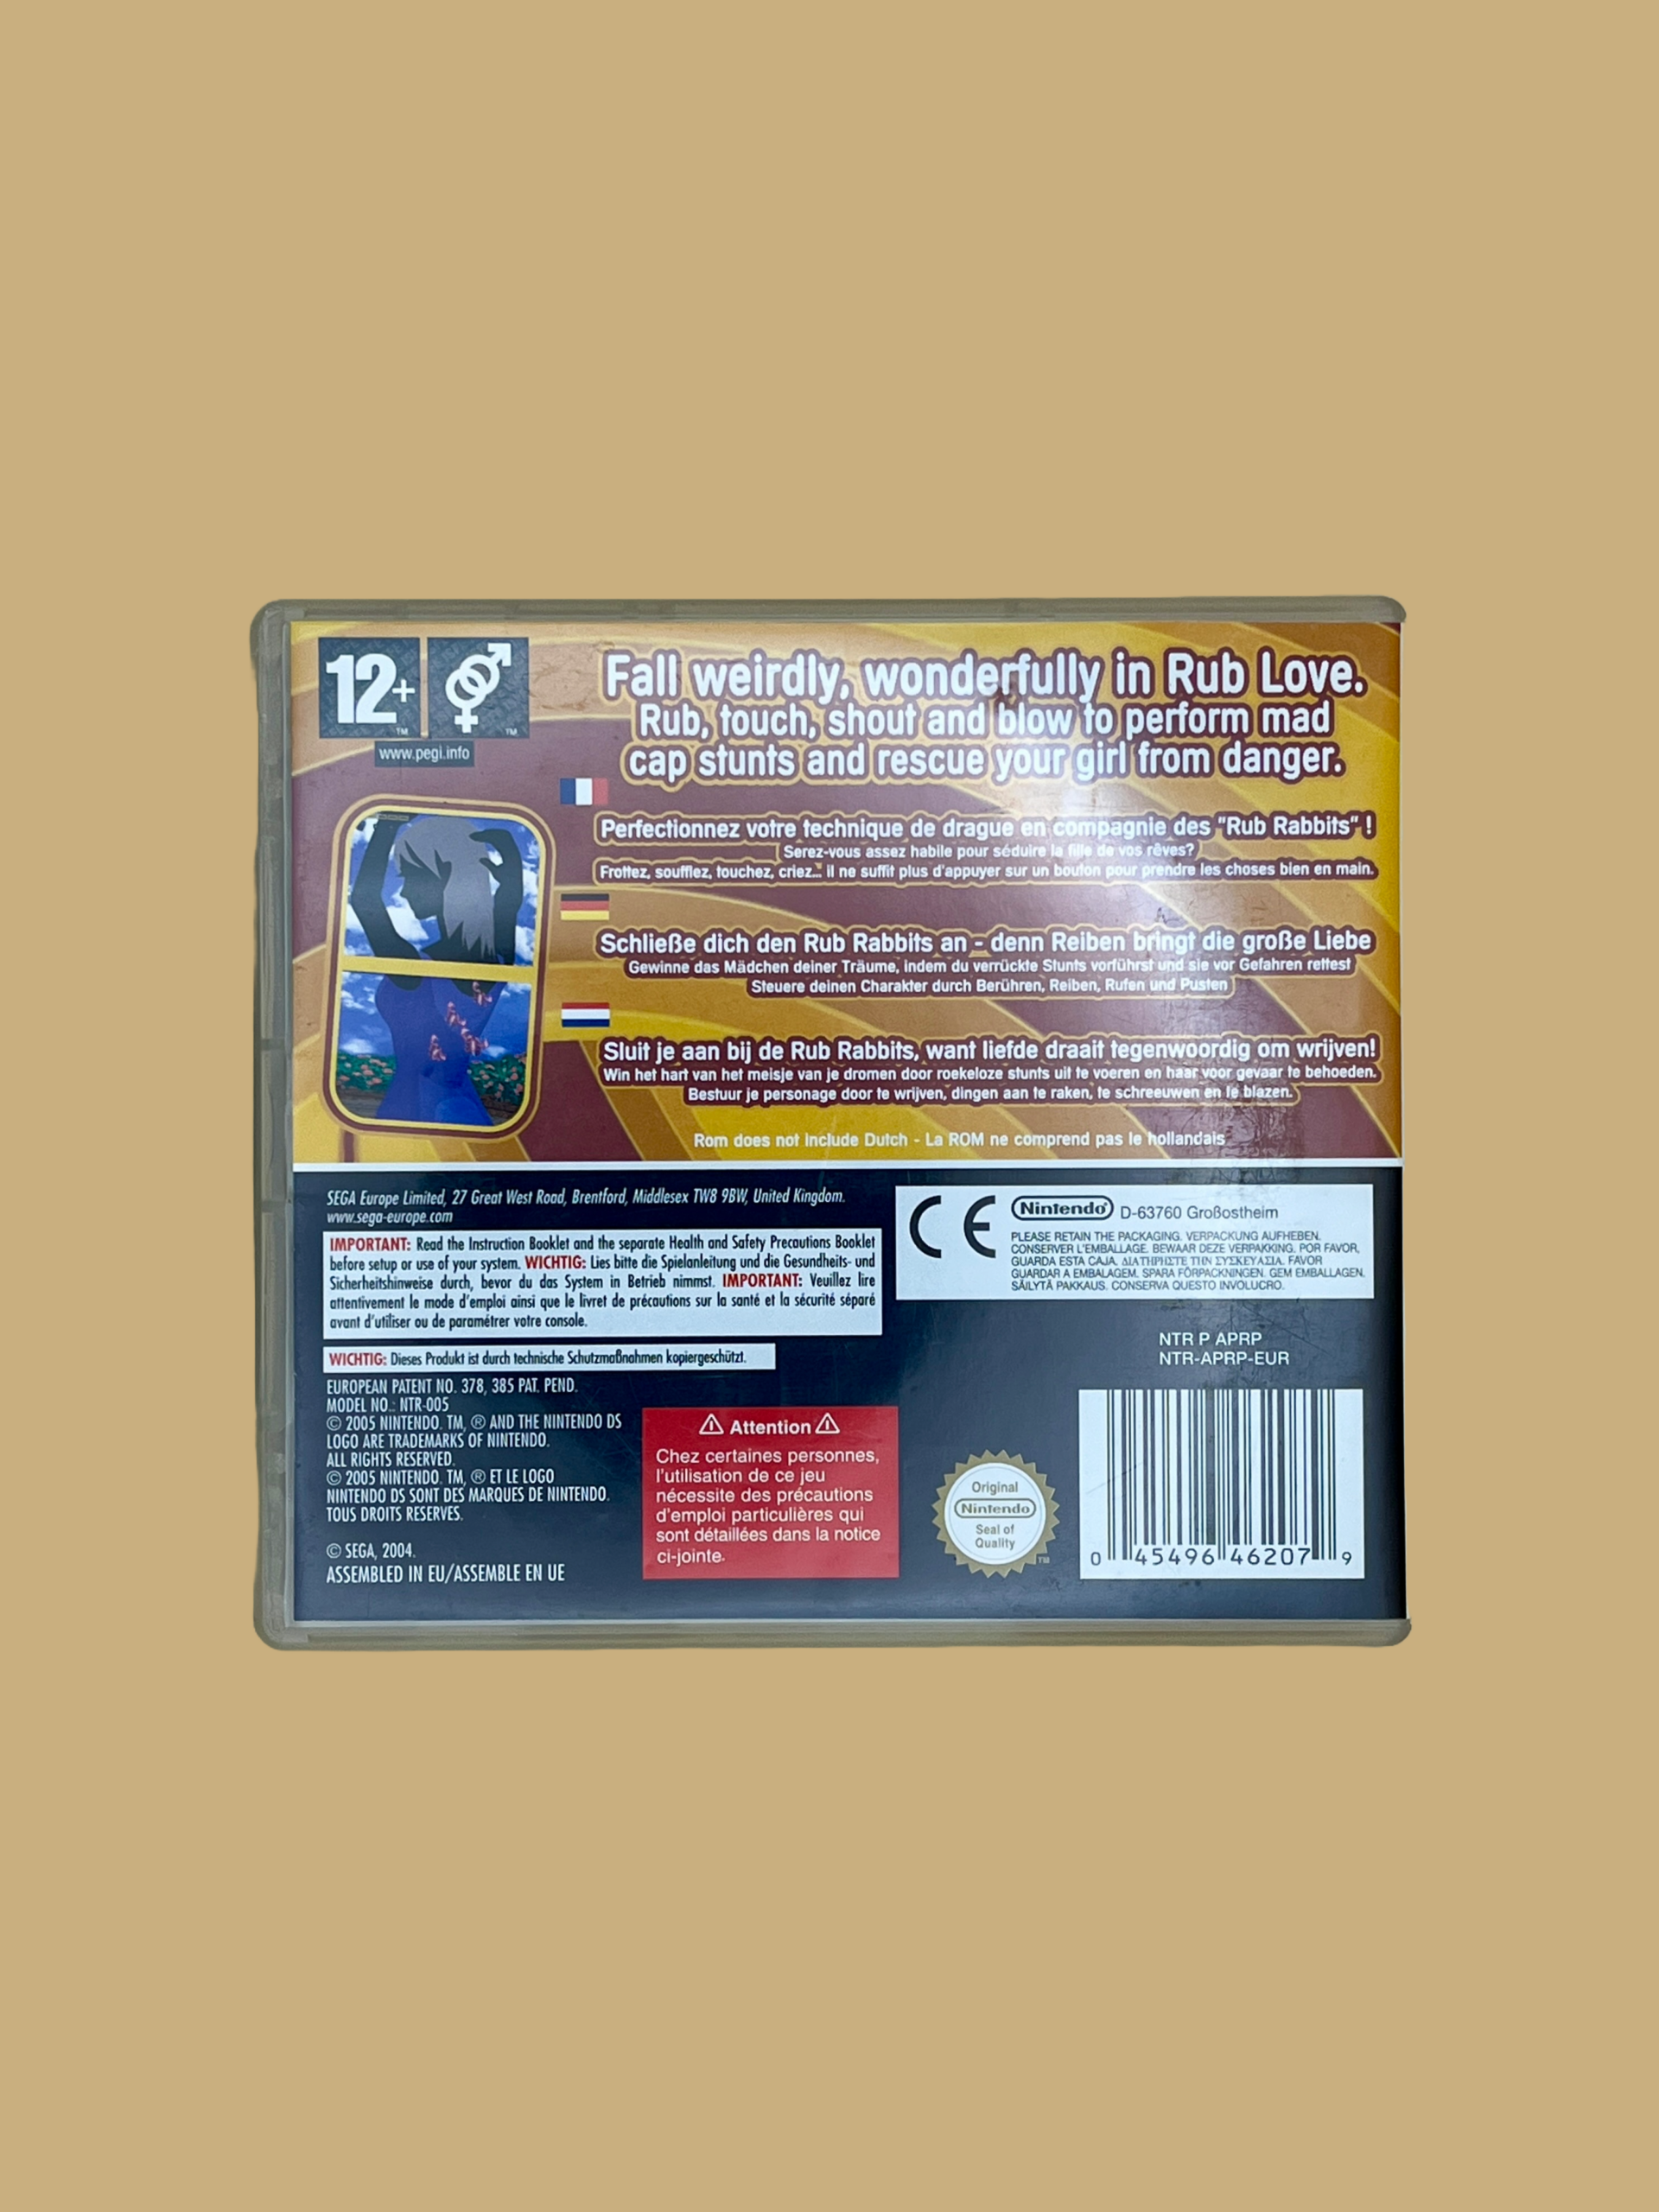 12+
TM
TM
www.pegi.info
Fall weirdly, wonderfully in Rub Love.
Rub, touch, shout and blow to perform mad
cap stunts and rescue your girl from danger.
Perfectionnez votre technique de drague en compagnie des "Rub Rabbits" !
Serez-vous assez habile pour séduire la fille de vos rêves?
Frottez, soufflez, touchez, criez... il ne suffit plus d'appuyer sur un bouton pour prendre les choses bien en main.
Schließe dich den Rub Rabbits an - denn Reiben bringt die große Liebe
Gewinne das Mädchen deiner Träume, indem du verrückte Stunts vorführst und sie vor Gefahren rettest
Steuere deinen Charakter durch Berühren, Reiben, Rufen und Pusten
Sluit je aan bij de Rub Rabbits, want liefde draait tegenwoordig om wrijven!
Win het hart van het meisje van je dromen door roekeloze stunts uit te voeren en haar voor gevaar te behoeden.
Bestuur je personage door te wrijven, dingen aan te raken, te schreeuwen en te blazen.
Rom does not include Dutch - La ROM ne comprend pas le hollandais
SEGA Europe Limited, 27 Great West Road, Brentford, Middlesex TW8 9BW, United Kingdom.
www.sega-europe.com
IMPORTANT: Read the Instruction Booklet and the separate Health and Safety Precautions Booklet
before setup or use of your system. WICHTIG: Lies bitte die Spielanleitung und die Gesundheits- und
Sicherheitshinweise durch, bevor du das System in Betrieb nimmst. IMPORTANT: Veuillez lire
attentivement le mode d'emploi ainsi que le livret de précautions sur la santé et la sécurité séparé
avant d'utiliser ou de paramétrer votre console.
WICHTIG: Dieses Produkt ist durch technische Schutzmaßnahmen kopiergeschützt.
EUROPEAN PATENT NO. 378, 385 PAT. PEND.
MODEL NO.: NTR-005
© 2005 NINTENDO. TM, ® AND THE NINTENDO DS
LOGO ARE TRADEMARKS OF NINTENDO.
ALL RIGHTS RESERVED.
© 2005 NINTENDO. TM, ® ET LE LOGO
NINTENDO DS SONT DES MARQUES DE NINTENDO.
TOUS DROITS RESERVES.
© SEGA, 2004.
ASSEMBLED IN EU/ASSEMBLE EN UE
Attention
Chez certaines personnes,
l'utilisation de ce jeu
nécessite des précautions
d'emploi particulières qui
sont détaillées dans la notice
ci-jointe.
CE
Nintendo® D-63760 Großostheim
PLEASE RETAIN THE PACKAGING. VERPACKUNG AUFHEBEN.
CONSERVER L'EMBALLAGE. BEWAAR DEZE VERPAKKING. POR FAVOR,
GUARDA ESTA CAJA. ΔΙΑΤΗΡΗΣΤΕ ΤΗΝ ΣΥΣΚΕΥΑΣΙΑ. FAVOR
GUARDAR A EMBALAGEM. SPARA FÖRPACKNINGEN. GEM EMBALLAGEN.
SÄILYTÄ PAKKAUS. CONSERVA QUESTO INVOLUCRO.
NTR P APRP
NTR-APRP-EUR
Original
Nintendo
Seal of
Quality
TM
0 45496 46207 9